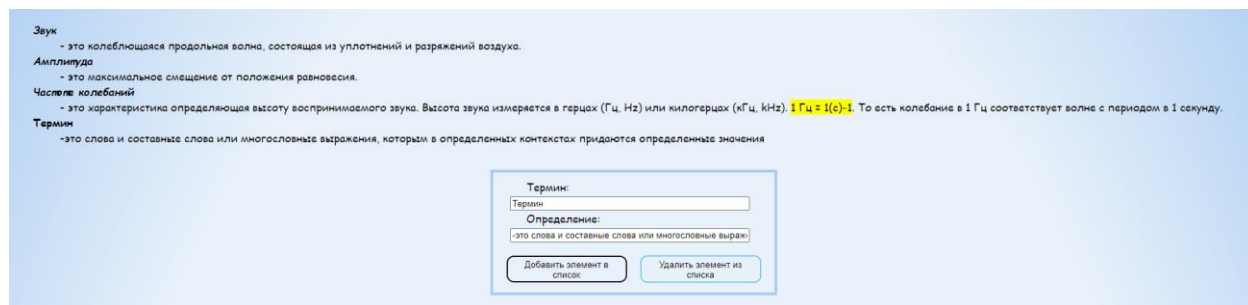 Звук
- это колеблющаяся продольная волна, состоящая из уплотнений и разряжений воздуха.
Амплитуда
- это максимальное смещение от положения равновесия.
Частота колебаний
- это характеристика определяющая высоту воспринимаемого звука. Высота звука измеряется в герцах (Гц, Hz) или килогерцах (кГц, kHz). 1 Гц = 1(с)-1. То есть колебание в 1 Гц соответствует волне с периодом в 1 секунду.
Термин
-это слова и составные слова или многословные выражения, которым в определенных контекстах придаются определенные значения
Термин:
Термин
Определение:
-это слова и составные слова или многословные выраж
Добавить элемент в
список
Удалить элемент из
списка